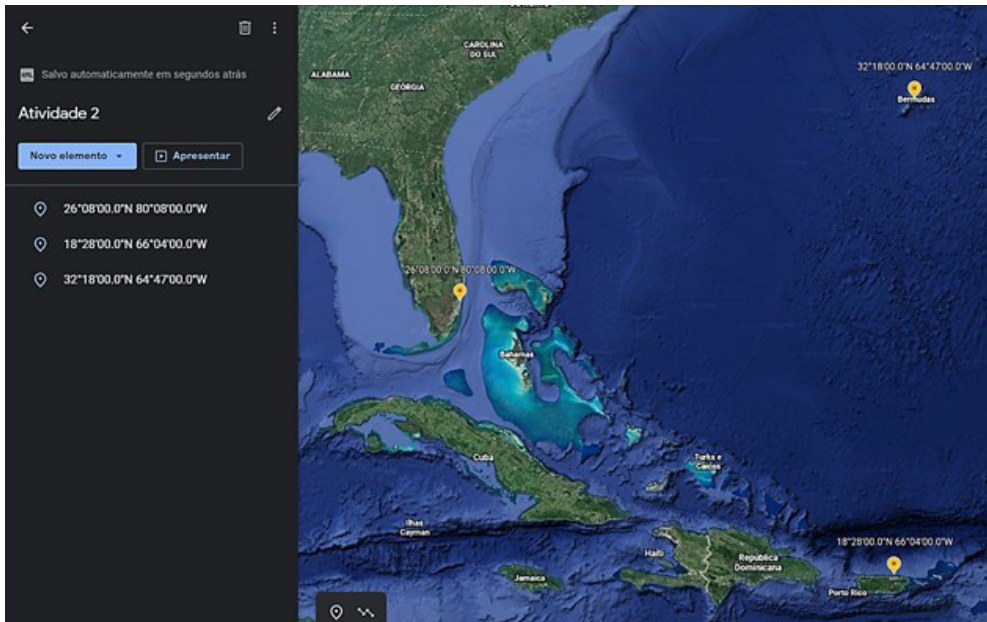 Salvo automaticamente em segundos atrás
Atividade 2
Novo elemento
Apresentar
26°08'00.0"N 80°08'00.0"W
18°28'00.0"N 66°04'00.0"W
32°18'00.0"N 64°47'00.0"W
CAROLINA
DO SUL
ALABAMA
GEÓRGIA
32°18'00.0"N 64°47'00.0"W
Bermudas
26°08'00.0"N 80°08'00.0"W
Bahamas
Cuba
Turks e
Caicos
Ilhas
Cayman
18°28'00.0"N 66°04'00.0"W
Haiti
República
Dominicana
Jamaica
Porto Rico